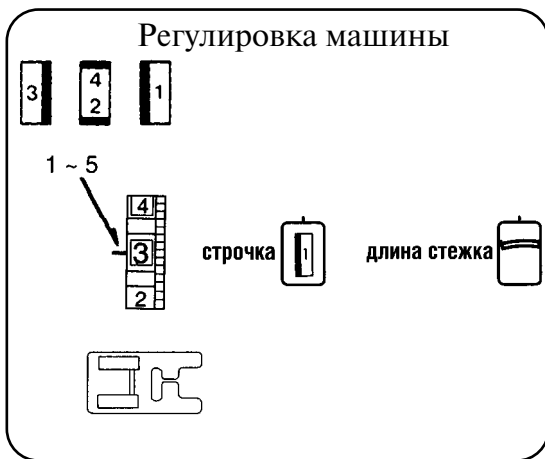 Регулировка машины
3 4 2 1
1 ~ 5
4
3
2
строчка 1 длина стежка